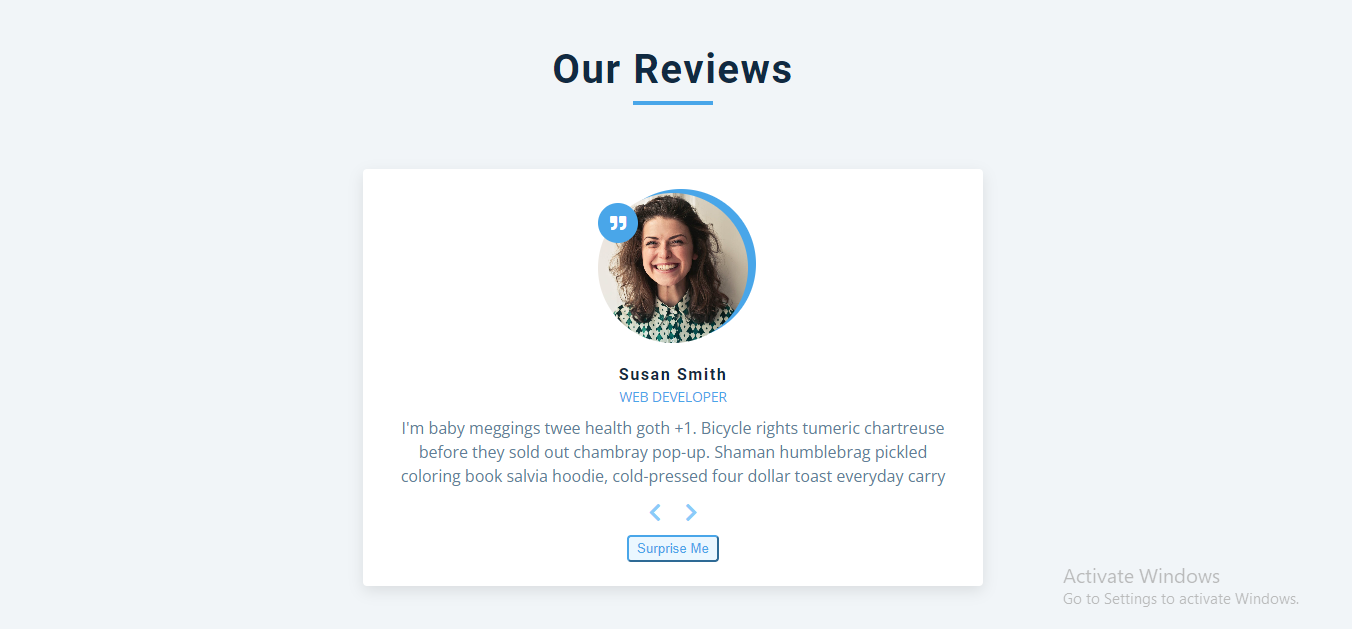 Our Reviews
Susan Smith
WEB DEVELOPER
I'm baby meggings twee health goth +1. Bicycle rights tumeric chartreuse
before they sold out chambray pop-up. Shaman humblebrag pickled
coloring book salvia hoodie, cold-pressed four dollar toast everyday carry
Surprise Me
Activate Windows
Go to Settings to activate Windows.